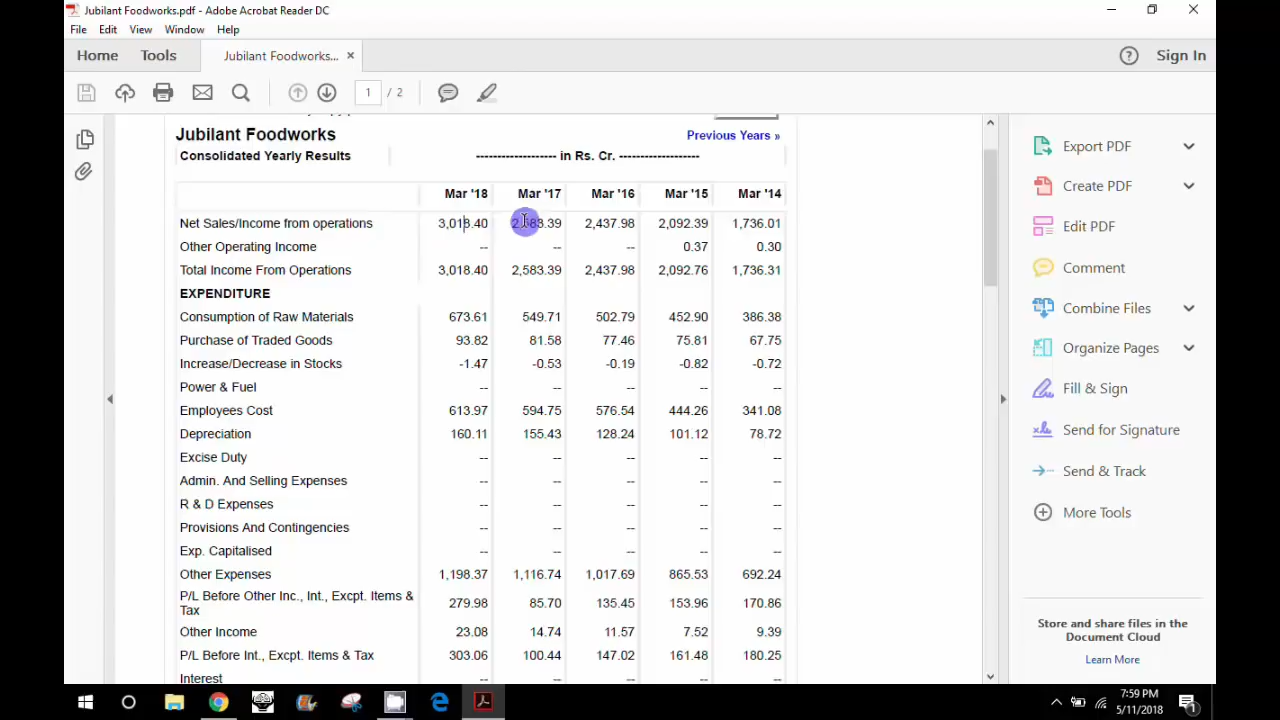 Jubilant Foodworks.pdf - Adobe Acrobat Reader DC
File Edit View Window Help
Home Tools Jubilant Foodworks... × ? Sign In
1 / 2
Jubilant Foodworks Previous Years »
Consolidated Yearly Results ------------------- in Rs. Cr. -------------------
Mar '18 Mar '17 Mar '16 Mar '15 Mar '14
Net Sales/Income from operations 3,018.40 2,583.39 2,437.98 2,092.39 1,736.01
Other Operating Income -- -- -- 0.37 0.30
Total Income From Operations 3,018.40 2,583.39 2,437.98 2,092.76 1,736.31
EXPENDITURE
Consumption of Raw Materials 673.61 549.71 502.79 452.90 386.38
Purchase of Traded Goods 93.82 81.58 77.46 75.81 67.75
Increase/Decrease in Stocks -1.47 -0.53 -0.19 -0.82 -0.72
Power & Fuel -- -- -- -- --
Employees Cost 613.97 594.75 576.54 444.26 341.08
Depreciation 160.11 155.43 128.24 101.12 78.72
Excise Duty -- -- -- -- --
Admin. And Selling Expenses -- -- -- -- --
R & D Expenses -- -- -- -- --
Provisions And Contingencies -- -- -- -- --
Exp. Capitalised -- -- -- -- --
Other Expenses 1,198.37 1,116.74 1,017.69 865.53 692.24
P/L Before Other Inc., Int., Excpt. Items &
Tax 279.98 85.70 135.45 153.96 170.86
Other Income 23.08 14.74 11.57 7.52 9.39
P/L Before Int., Excpt. Items & Tax 303.06 100.44 147.02 161.48 180.25
Interest
Export PDF
Create PDF
Edit PDF
Comment
Combine Files
Organize Pages
Fill & Sign
Send for Signature
Send & Track
More Tools
Store and share files in the
Document Cloud
Learn More
7:59 PM
5/11/2018
1